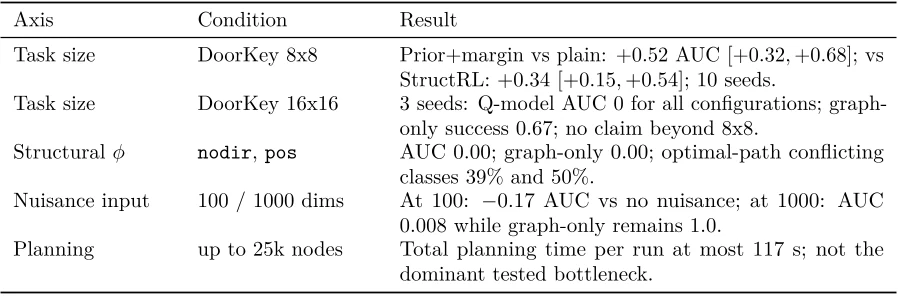 Axis Condition Result
Task size DoorKey 8x8 Prior+margin vs plain: +0.52 AUC [+0.32, +0.68]; vs
StructRL: +0.34 [+0.15, +0.54]; 10 seeds.
Task size DoorKey 16x16 3 seeds: Q-model AUC 0 for all configurations; graph-
only success 0.67; no claim beyond 8x8.
Structural ϕ nodir, pos AUC 0.00; graph-only 0.00; optimal-path conflicting
classes 39% and 50%.
Nuisance input 100 / 1000 dims At 100: −0.17 AUC vs no nuisance; at 1000: AUC
0.008 while graph-only remains 1.0.
Planning up to 25k nodes Total planning time per run at most 117 s; not the
dominant tested bottleneck.